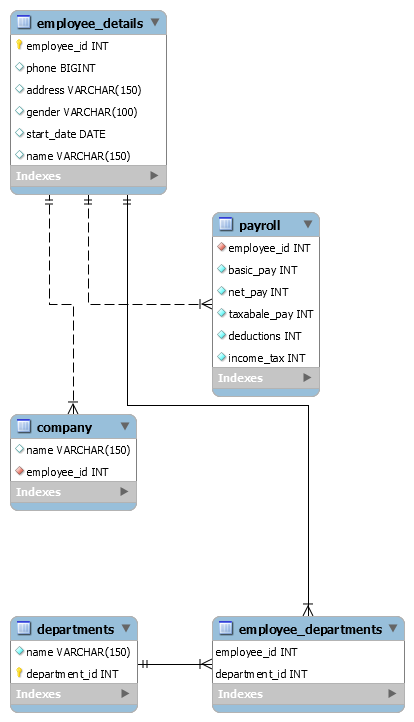 employee_details
employee_id INT
phone BIGINT
address VARCHAR(150)
gender VARCHAR(100)
start_date DATE
name VARCHAR(150)
Indexes
payroll
employee_id INT
basic_pay INT
net_pay INT
taxabale_pay INT
deductions INT
income_tax INT
Indexes
company
name VARCHAR(150)
employee_id INT
Indexes
departments
name VARCHAR(150)
department_id INT
Indexes
employee_departments
employee_id INT
department_id INT
Indexes